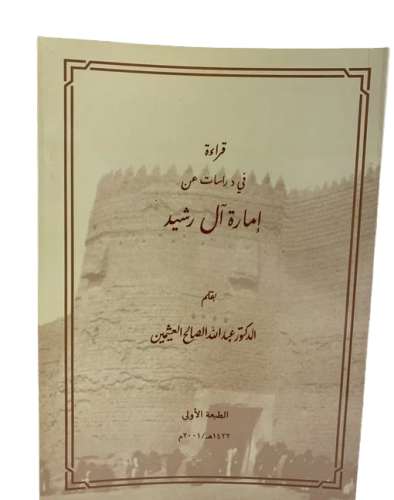 قراءة
في دراسات عن
إمارة آل رشيد
بقلم
الدكتور عبدالله الصالح العثيمين
الطبعة الأولى
١٤٢٢هـ/٢٠٠١م